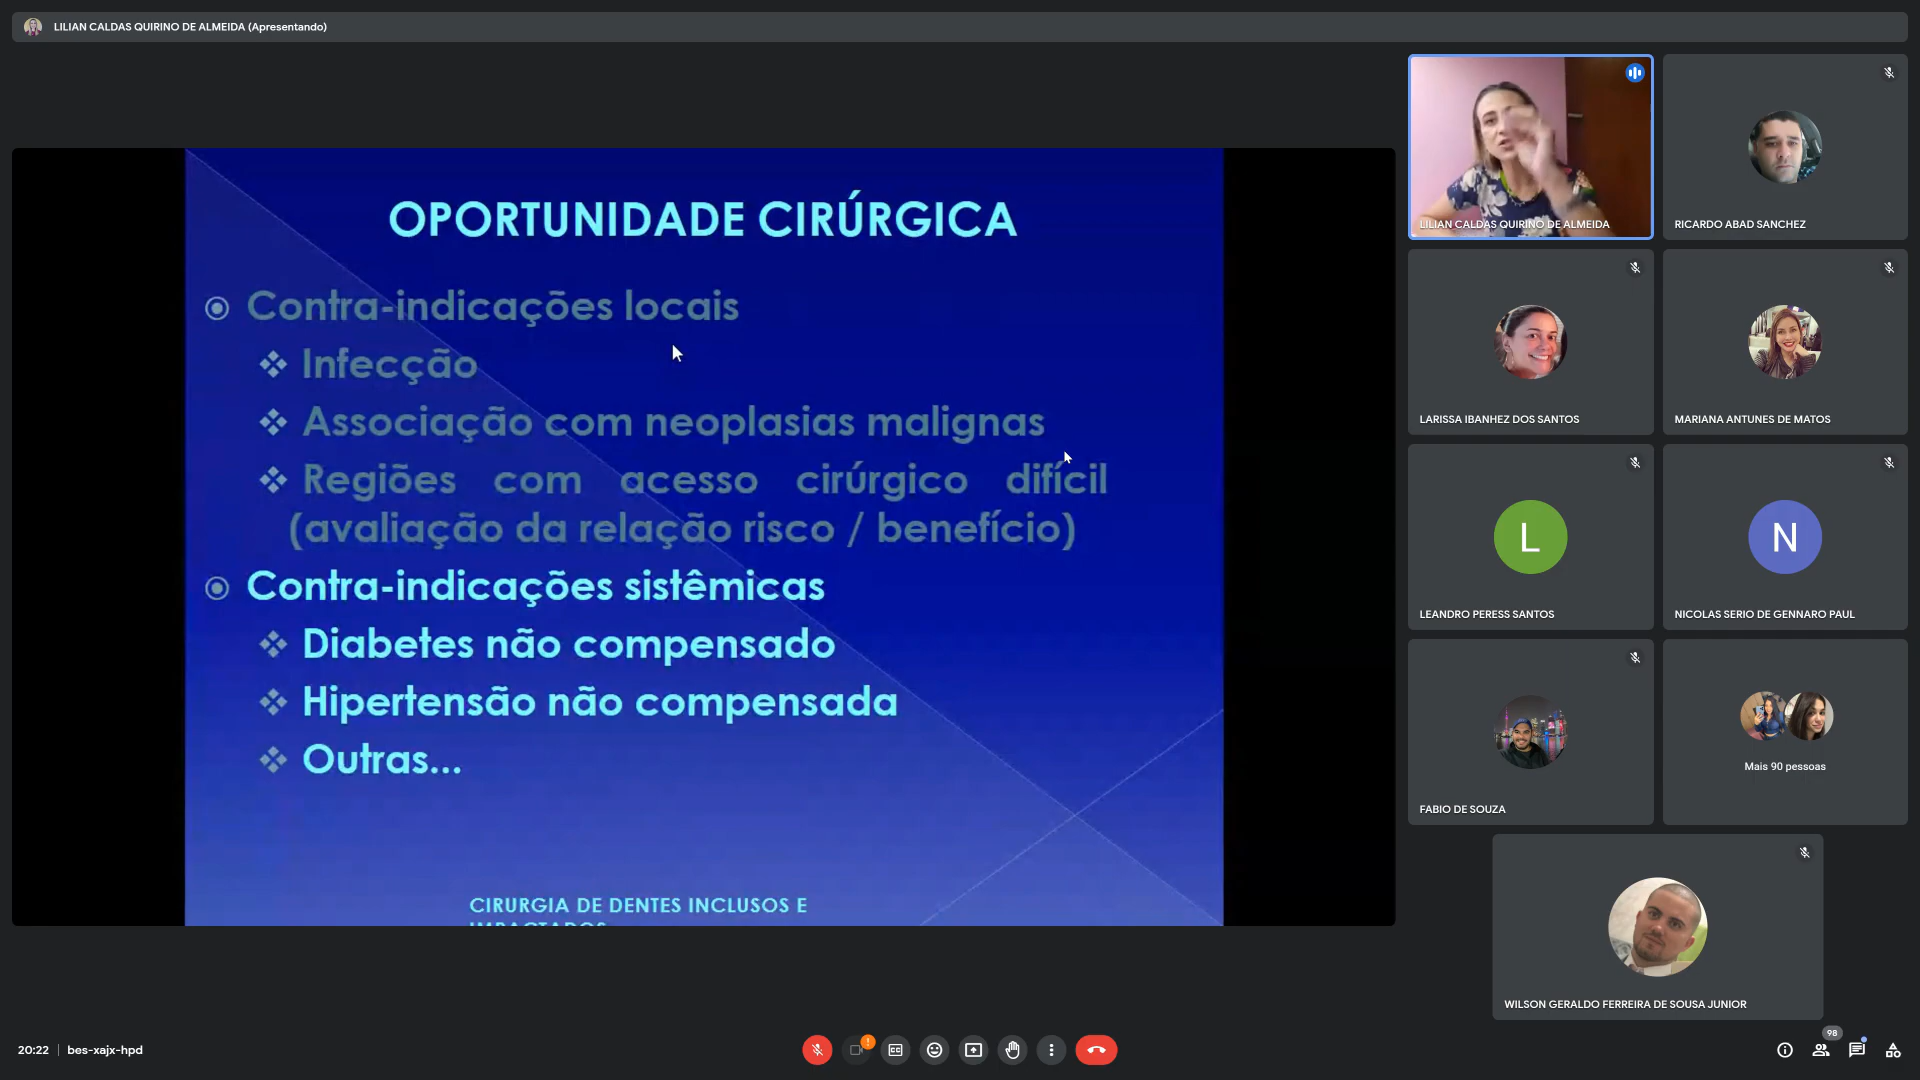 LILIAN CALDAS QUIRINO DE ALMEIDA (Apresentando)
OPORTUNIDADE CIRÚRGICA
Contra-indicações locais
Infecção
Associação com neoplasias malignas
Regiões com acesso cirúrgico difícil
(avaliação da relação risco / benefício)
Contra-indicações sistêmicas
Diabetes não compensado
Hipertensão não compensada
Outras...
CIRURGIA DE DENTES INCLUSOS E
IMPACTADOS
LILIAN CALDAS QUIRINO DE ALMEIDA
RICARDO ABAD SANCHEZ
LARISSA IBANHEZ DOS SANTOS
MARIANA ANTUNES DE MATOS
L
LEANDRO PERESS SANTOS
N
NICOLAS SERIO DE GENNARO PAUL
FABIO DE SOUZA
Mais 90 pessoas
WILSON GERALDO FERREIRA DE SOUSA JUNIOR
20:22 | bes-xajx-hpd
98